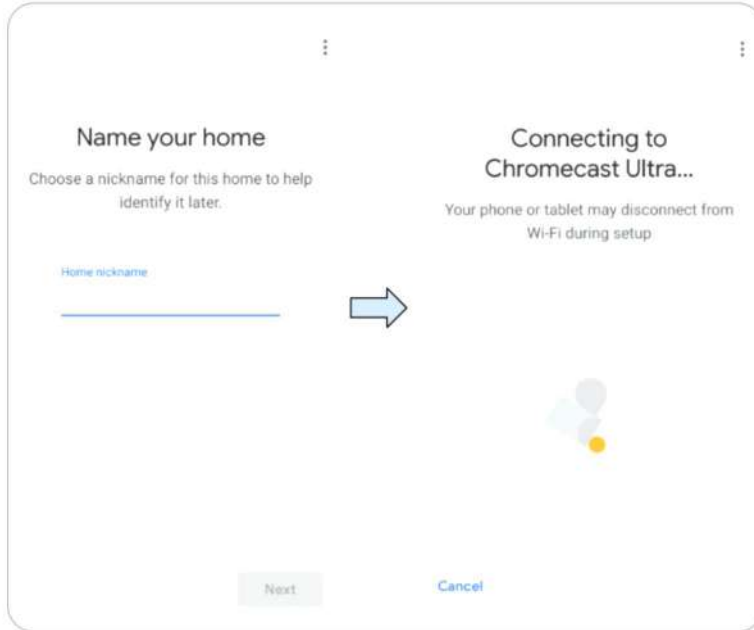 Name your home
Choose a nickname for this home to help
identify it later.
Home nickname
Next
Connecting to
Chromecast Ultra...
Your phone or tablet may disconnect from
Wi-Fi during setup
Cancel